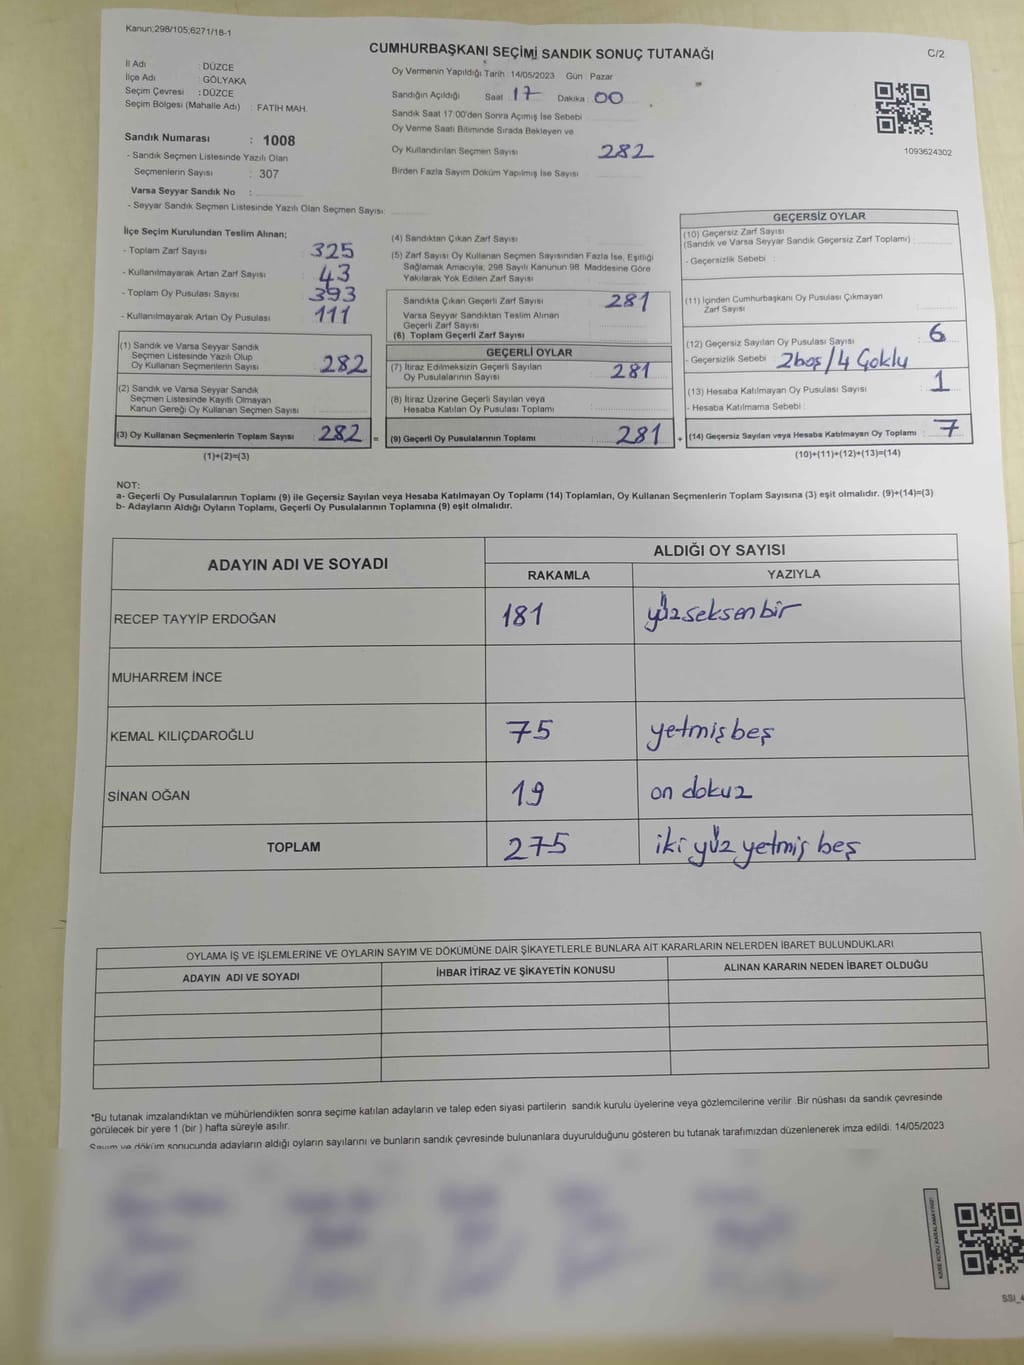 Kanun;298/105;6271/18-1
CUMHURBAŞKANI SEÇİMİ SANDIK SONUÇ TUTANAĞI
C/2
İl Adı : DÜZCE
İlçe Adı : GÖLYAKA
Seçim Çevresi : DÜZCE
Seçim Bölgesi (Mahalle Adı) : FATİH MAH.
Oy Vermenin Yapıldığı Tarih : 14/05/2023 Gün : Pazar
Sandığın Açıldığı Saat : 17 Dakika : 00
Sandık Saat 17:00'den Sonra Açımış İse Sebebi
Oy Verme Saati Bitiminde Sırada Bekleyen ve
Oy Kullandırılan Seçmen Sayısı 282
Birden Fazla Sayım Döküm Yapılmış İse Sayısı
1093624302
Sandık Numarası : 1008
- Sandık Seçmen Listesinde Yazılı Olan
Seçmenlerin Sayısı : 307
Varsa Seyyar Sandık No :
- Seyyar Sandık Seçmen Listesinde Yazılı Olan Seçmen Sayısı:
İlçe Seçim Kurulundan Teslim Alınan;
- Toplam Zarf Sayısı 325
- Kullanılmayarak Artan Zarf Sayısı 43
- Toplam Oy Pusulası Sayısı 393
- Kullanılmayarak Artan Oy Pusulası 111
(1) Sandık ve Varsa Seyyar Sandık
Seçmen Listesinde Yazılı Olup
Oy Kullanan Seçmenlerin Sayısı 282
(2) Sandık ve Varsa Seyyar Sandık
Seçmen Listesinde Kayıtlı Olmayan
Kanun Gereği Oy Kullanan Seçmen Sayısı
(3) Oy Kullanan Seçmenlerin Toplam Sayısı 282 =
(1)+(2)=(3)
(4) Sandıktan Çıkan Zarf Sayısı
(5) Zarf Sayısı Oy Kullanan Seçmen Sayısından Fazla İse, Eşitliği
Sağlamak Amacıyla; 298 Sayılı Kanunun 98. Maddesine Göre
Yakılarak Yok Edilen Zarf Sayısı
Sandıkta Çıkan Geçerli Zarf Sayısı 281
Varsa Seyyar Sandıktan Teslim Alınan
Geçerli Zarf Sayısı
(6) Toplam Geçerli Zarf Sayısı
GEÇERLİ OYLAR
(7) İtiraz Edilmeksizin Geçerli Sayılan
Oy Pusulalarının Sayısı 281
(8) İtiraz Üzerine Geçerli Sayılan veya
Hesaba Katılan Oy Pusulası Toplamı
(9) Geçerli Oy Pusulalarının Toplamı 281 +
GEÇERSİZ OYLAR
(10) Geçersiz Zarf Sayısı
(Sandık ve Varsa Seyyar Sandık Geçersiz Zarf Toplamı) :
- Geçersizlik Sebebi :
(11) İçinden Cumhurbaşkanı Oy Pusulası Çıkmayan
Zarf Sayısı
(12) Geçersiz Sayılan Oy Pusulası Sayısı 6
- Geçersizlik Sebebi : 2boş/4 Çoklu
(13) Hesaba Katılmayan Oy Pusulası Sayısı 1
- Hesaba Katılmama Sebebi :
(14) Geçersiz Sayılan veya Hesaba Katılmayan Oy Toplamı 7
(10)+(11)+(12)+(13)=(14)
NOT:
a- Geçerli Oy Pusulalarının Toplamı (9) ile Geçersiz Sayılan veya Hesaba Katılmayan Oy Toplamı (14) Toplamları, Oy Kullanan Seçmenlerin Toplam Sayısına (3) eşit olmalıdır. (9)+(14)=(3)
b- Adayların Aldığı Oyların Toplamı, Geçerli Oy Pusulalarının Toplamına (9) eşit olmalıdır.
ADAYIN ADI VE SOYADI
ALDIĞI OY SAYISI
RAKAMLA YAZIYLA
RECEP TAYYİP ERDOĞAN 181 yüzseksenbir
MUHARREM İNCE
KEMAL KILIÇDAROĞLU 75 yetmişbeş
SİNAN OĞAN 19 on dokuz
TOPLAM 275 iki yüz yetmiş beş
OYLAMA İŞ VE İŞLEMLERİNE VE OYLARIN SAYIM VE DÖKÜMÜNE DAİR ŞİKAYETLERLE BUNLARA AİT KARARLARIN NELERDEN İBARET BULUNDUKLARI
ADAYIN ADI VE SOYADI İHBAR İTİRAZ VE ŞİKAYETİN KONUSU ALINAN KARARIN NEDEN İBARET OLDUĞU
*Bu tutanak imzalandıktan ve mühürlendikten sonra seçime katılan adayların ve talep eden siyasi partilerin sandık kurulu üyelerine veya gözlemcilerine verilir .Bir nüshası da sandık çevresinde
görülecek bir yere 1 (bir ) hafta süreyle asılır.
Sayım ve döküm sonucunda adayların aldığı oyların sayılarını ve bunların sandık çevresinde bulunanlara duyurulduğunu gösteren bu tutanak tarafımızdan düzenlenerek imza edildi. 14/05/2023
KARE KODU KARALAMAYINIZ!
SSI_4